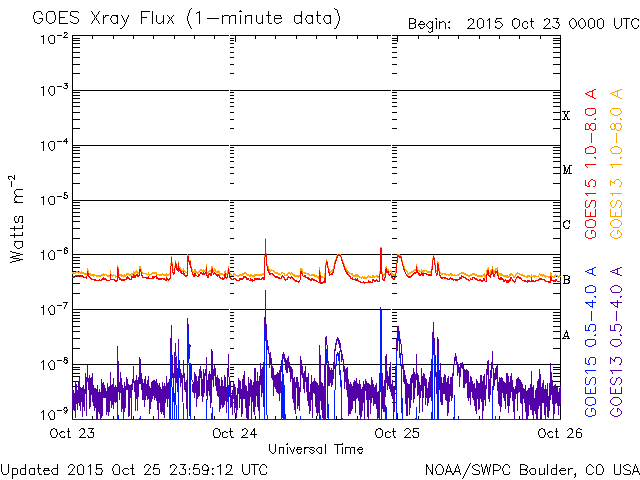 GOES Xray Flux (1-minute data)
Begin: 2015 Oct 23 0000 UTC
10-2
10-3
10-4
10-5
10-6
10-7
10-8
10-9
Watts m-2
X
M
C
B
A
GOES15 1.0-8.0 A
GOES13 1.0-8.0 A
GOES15 0.5-4.0 A
GOES13 0.5-4.0 A
Oct 23
Oct 24
Oct 25
Oct 26
Universal Time
Updated 2015 Oct 25 23:59:12 UTC
NOAA/SWPC Boulder, CO USA